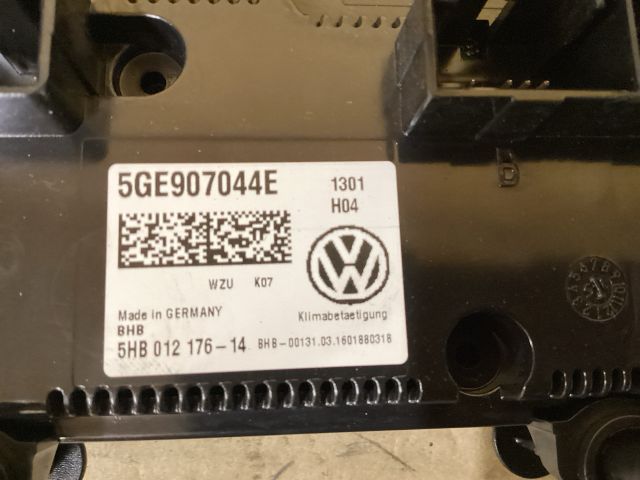 5GE907044E
1301
H04
WZU K07
Made in GERMANY
BHB
5HB 012 176-14
Klimabetaetigung
BHB-00131.03.1601880318
D